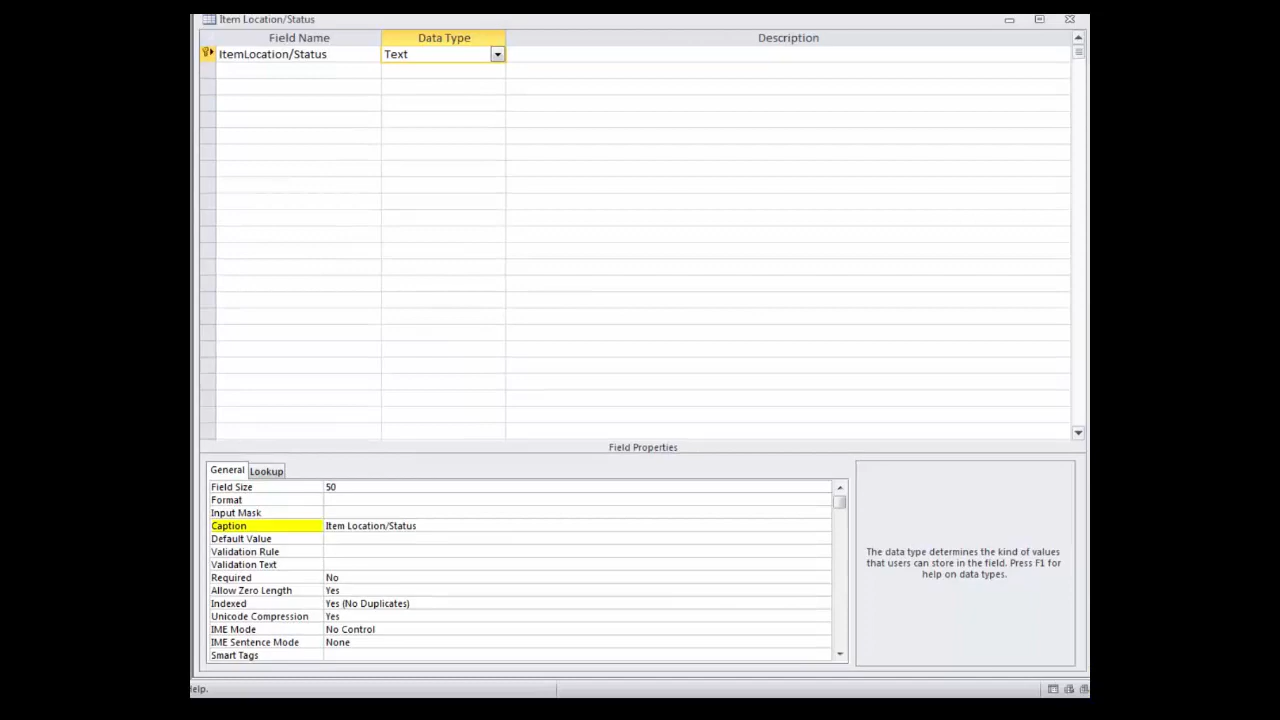 Item Location/Status
Field Name Data Type Description
ItemLocation/Status Text
Field Properties
General Lookup
Field Size 50
Format
Input Mask
Caption Item Location/Status
Default Value
Validation Rule
Validation Text
Required No
Allow Zero Length Yes
Indexed Yes (No Duplicates)
Unicode Compression Yes
IME Mode No Control
IME Sentence Mode None
Smart Tags
The data type determines the kind of values
that users can store in the field. Press F1 for
help on data types.
elp.